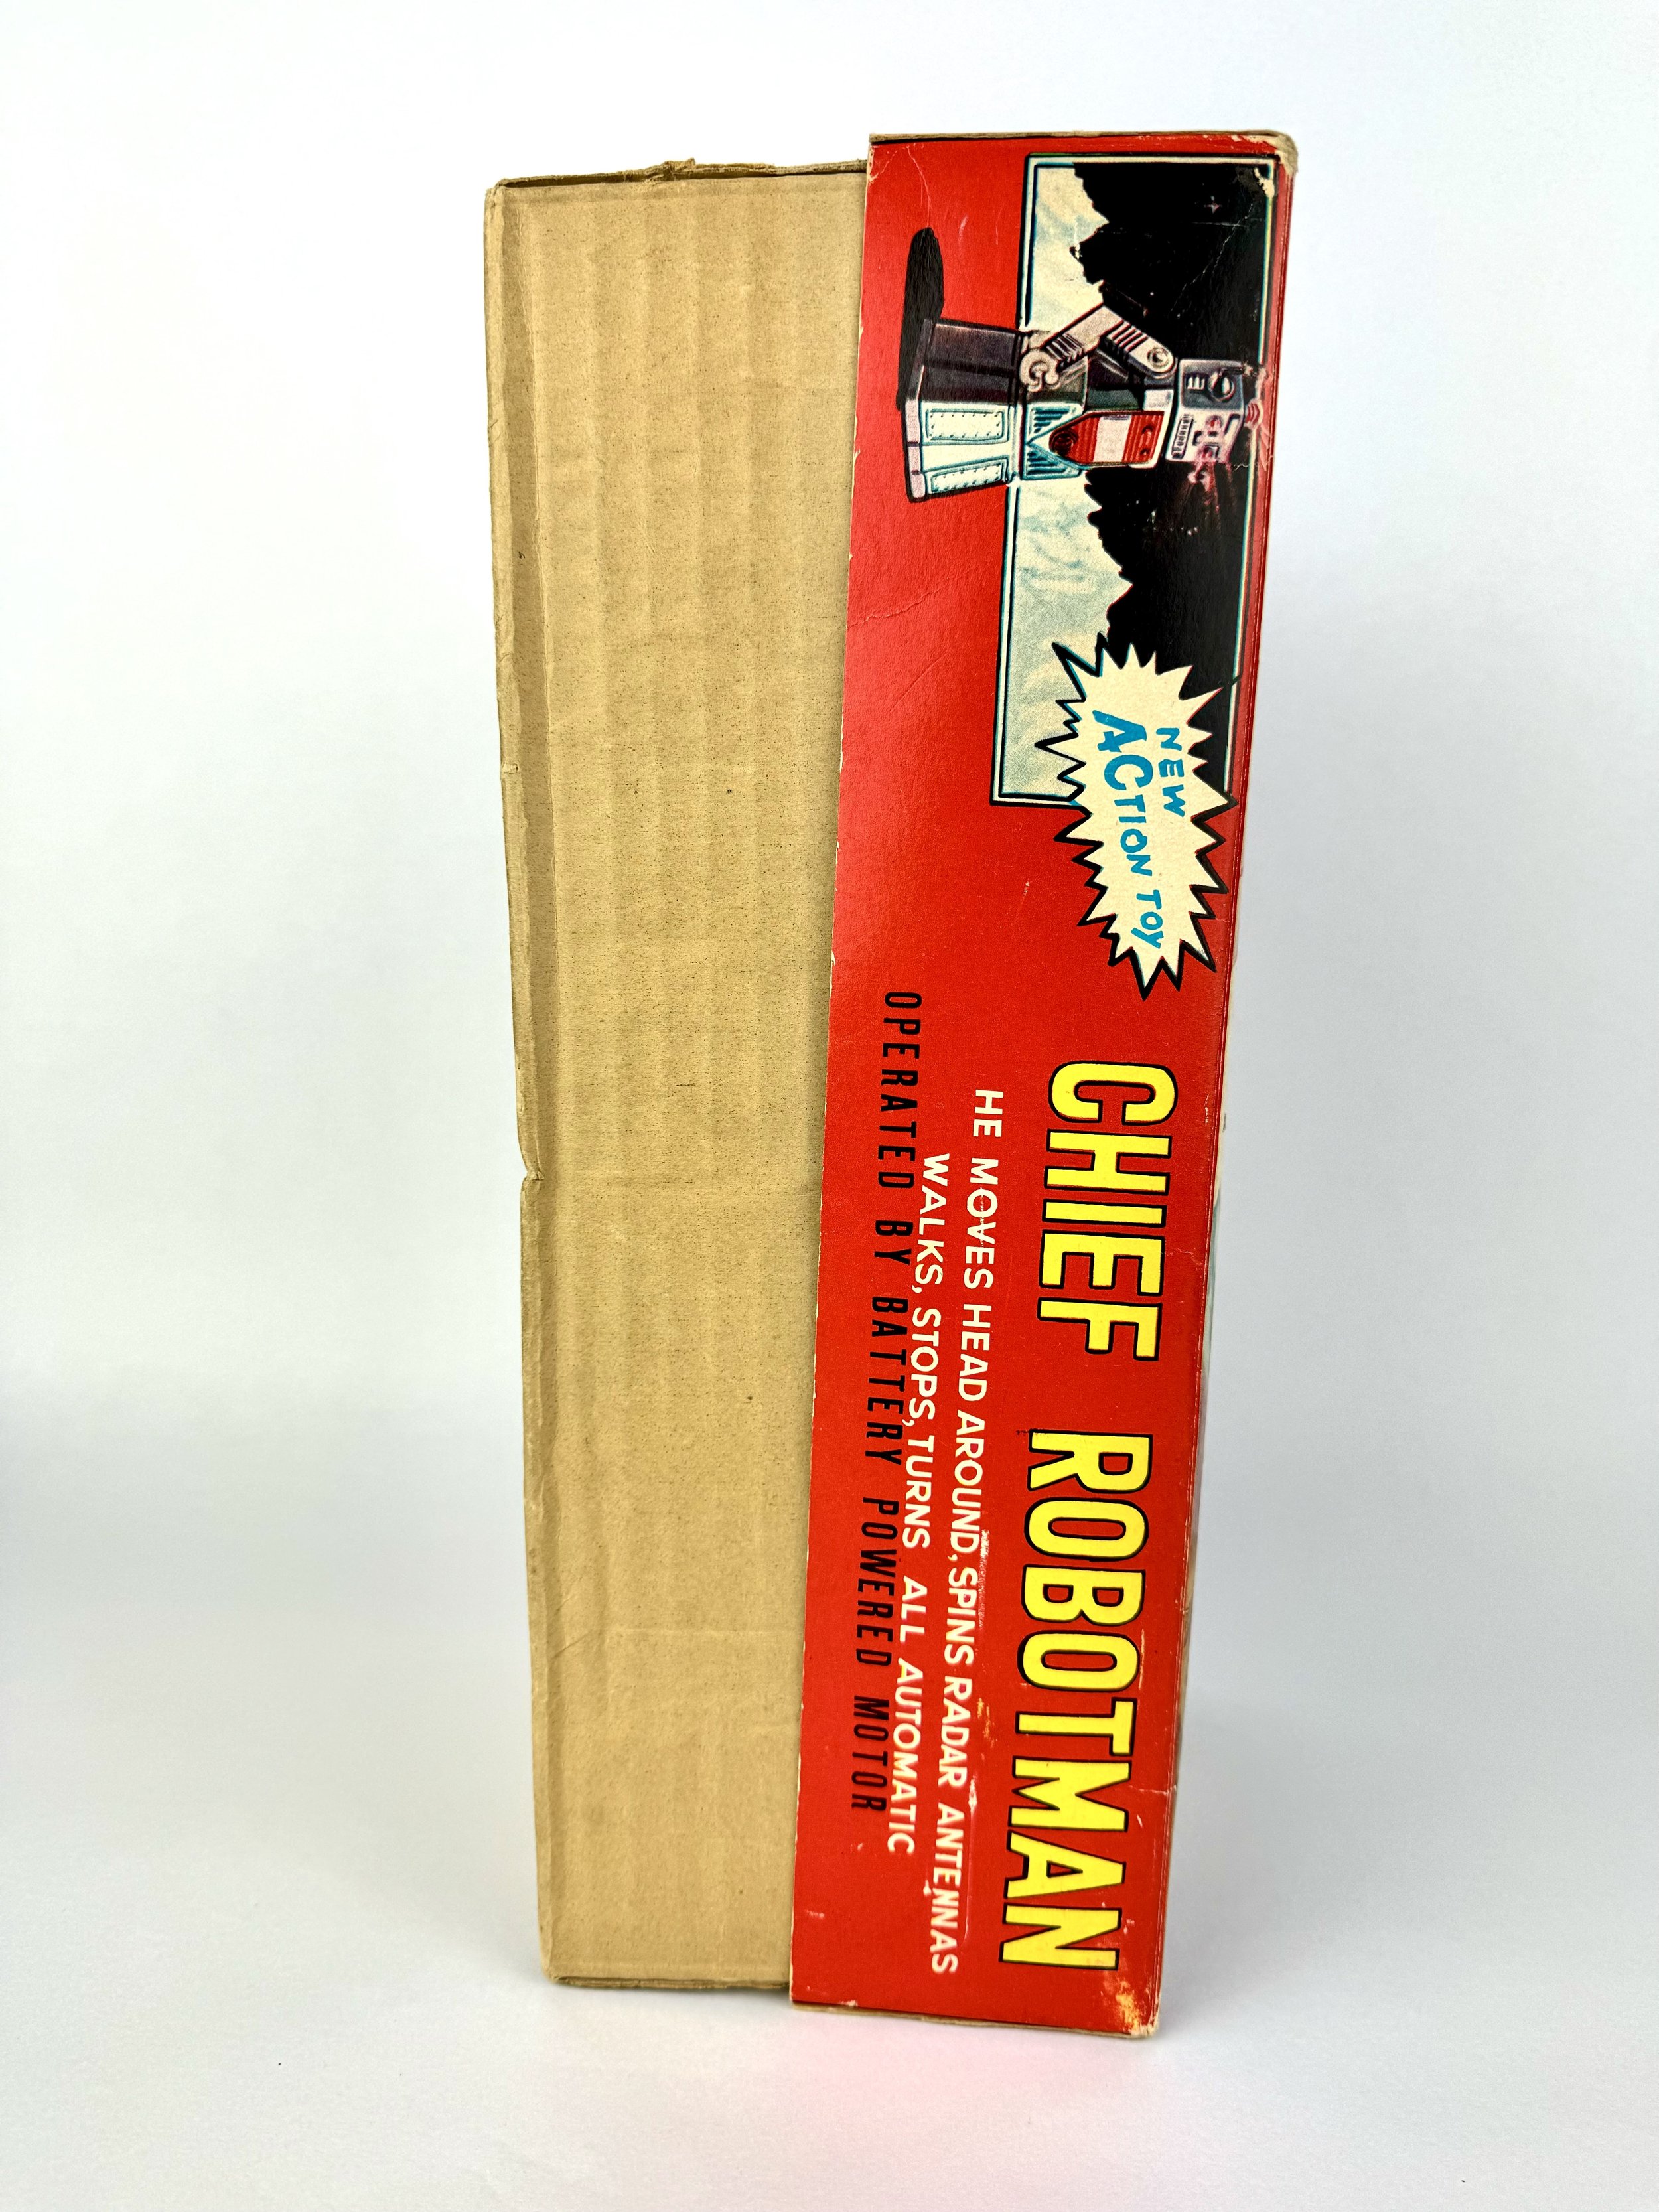 NEW
ACTION TOY
CHIEF ROBOTMAN
HE MOVES HEAD AROUND, SPINS RADAR ANTENNAS
WALKS, STOPS, TURNS ALL AUTOMATIC
OPERATED BY BATTERY POWERED MOTOR